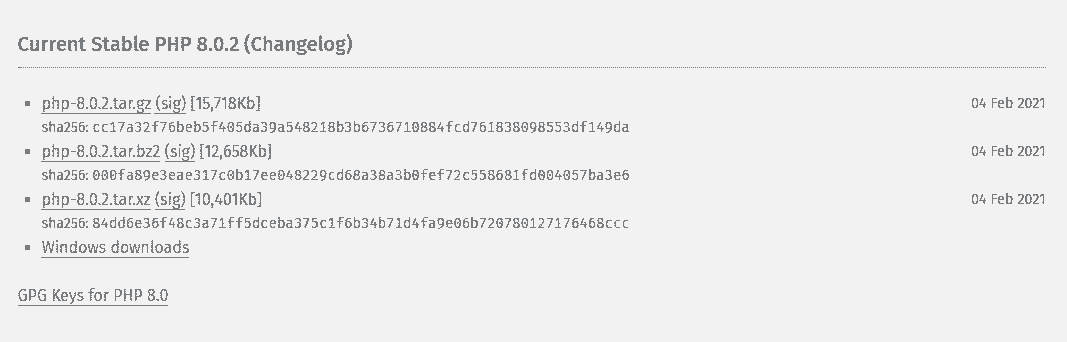 Current Stable PHP 8.0.2 (Changelog)
php-8.0.2.tar.gz (sig) [15,718Kb] 04 Feb 2021
sha256: cc17a32f76beb5f405da39a548218b3b6736710884fcd761838098553df149da
php-8.0.2.tar.bz2 (sig) [12,658Kb] 04 Feb 2021
sha256: 000fa89e3eae317c0b17ee048229cd68a38a3b0fef72c558681fd004057ba3e6
php-8.0.2.tar.xz (sig) [10,401Kb] 04 Feb 2021
sha256: 84dd6e36f48c3a71ff5dceba375c1f6b34b71d4fa9e06b720780127176468ccc
Windows downloads
GPG Keys for PHP 8.0